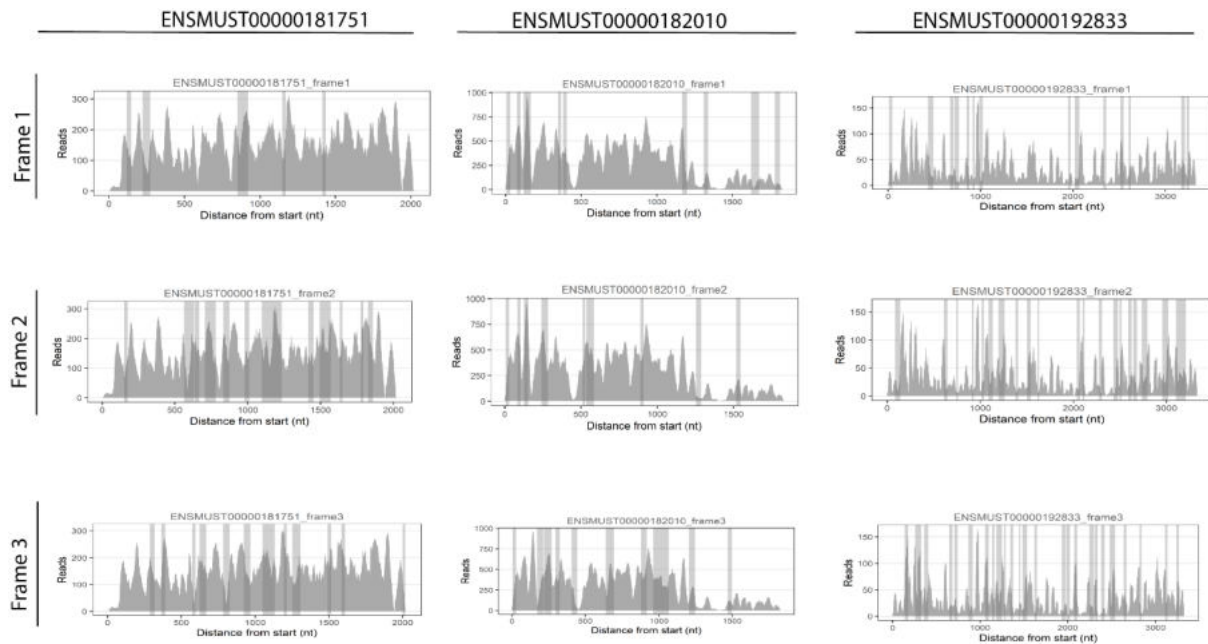 ENSMUST00000181751 ENSMUST00000182010 ENSMUST00000192833
Frame 1
ENSMUST00000181751_frame1
Reads
300
200
100
0
0 500 1000 1500 2000
Distance from start (nt)
ENSMUST00000182010_frame1
Reads
1000
750
500
250
0
0 500 1000 1500
Distance from start (nt)
ENSMUST00000192833_frame1
Reads
150
100
50
0
0 1000 2000 3000
Distance from start (nt)
Frame 2
ENSMUST00000181751_frame2
Reads
300
200
100
0
0 500 1000 1500 2000
Distance from start (nt)
ENSMUST00000182010_frame2
Reads
1000
750
500
250
0
0 500 1000 1500
Distance from start (nt)
ENSMUST00000192833_frame2
Reads
150
100
50
0
0 1000 2000 3000
Distance from start (nt)
Frame 3
ENSMUST00000181751_frame3
Reads
300
200
100
0
0 500 1000 1500 2000
Distance from start (nt)
ENSMUST00000182010_frame3
Reads
1000
750
500
250
0
0 500 1000 1500
Distance from start (nt)
ENSMUST00000192833_frame3
Reads
150
100
50
0
0 1000 2000 3000
Distance from start (nt)